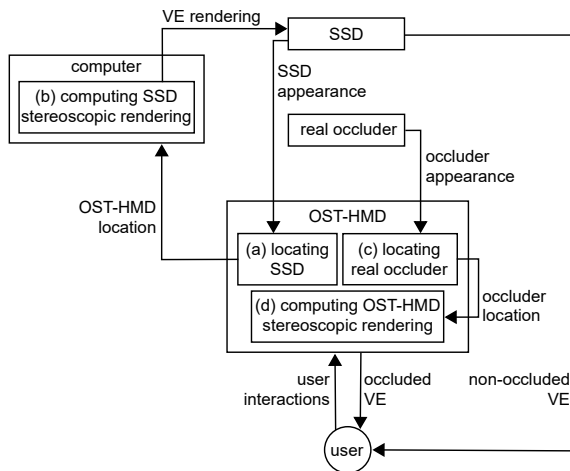 VE rendering
SSD
computer
(b) computing SSD
stereoscopic rendering
SSD
appearance
real occluder
occluder
appearance
OST-HMD
location
OST-HMD
(a) locating
SSD
(c) locating
real occluder
(d) computing OST-HMD
stereoscopic rendering
occluder
location
user
interactions
occluded
VE
non-occluded
VE
user